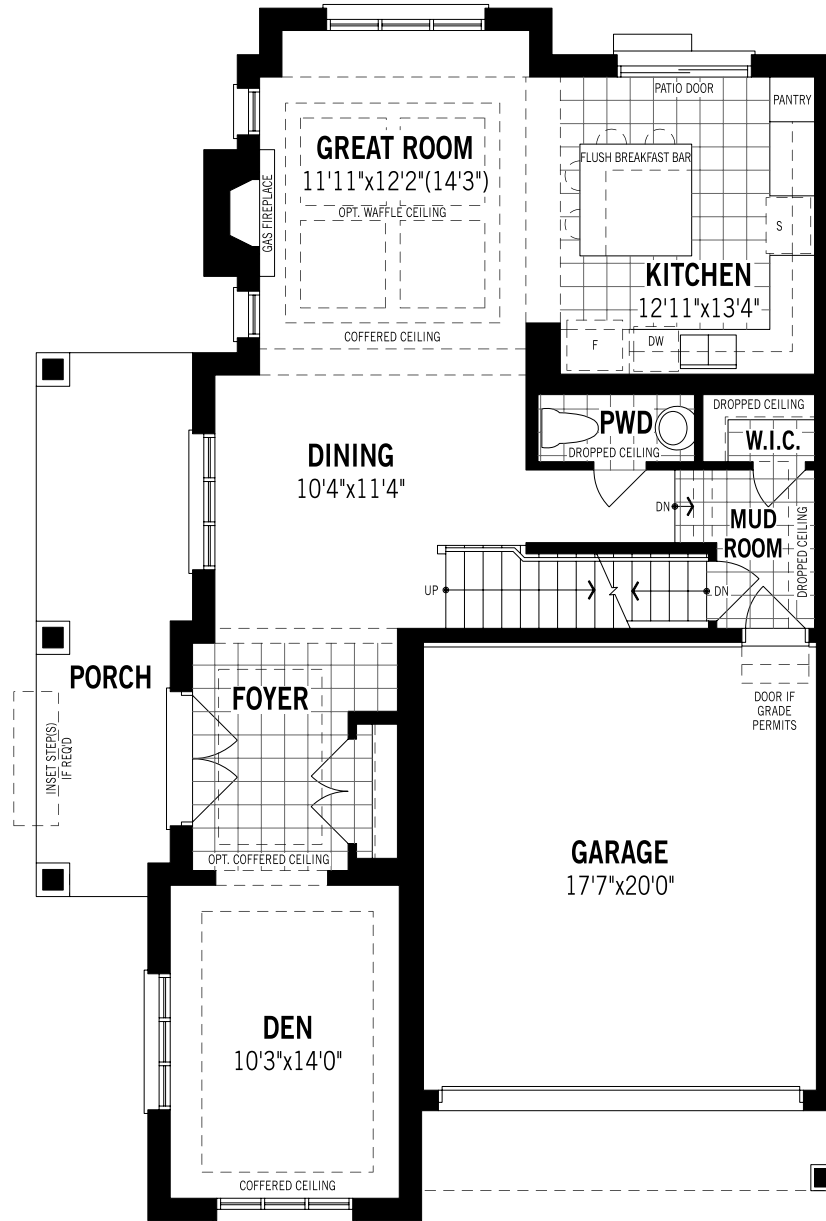 PATIO DOOR
PANTRY
GREAT ROOM
11'11"x12'2"(14'3")
OPT. WAFFLE CEILING
GAS FIREPLACE
COFFERED CEILING
FLUSH BREAKFAST BAR
S
KITCHEN
12'11"x13'4"
F
DW
DINING
10'4"x11'4"
PWD
DROPPED CEILING
DROPPED CEILING
W.I.C.
DN
MUD
ROOM
DROPPED CEILING
UP
DN
PORCH
INSET STEP(S)
IF REQ'D
FOYER
OPT. COFFERED CEILING
DOOR IF
GRADE
PERMITS
GARAGE
17'7"x20'0"
DEN
10'3"x14'0"
COFFERED CEILING